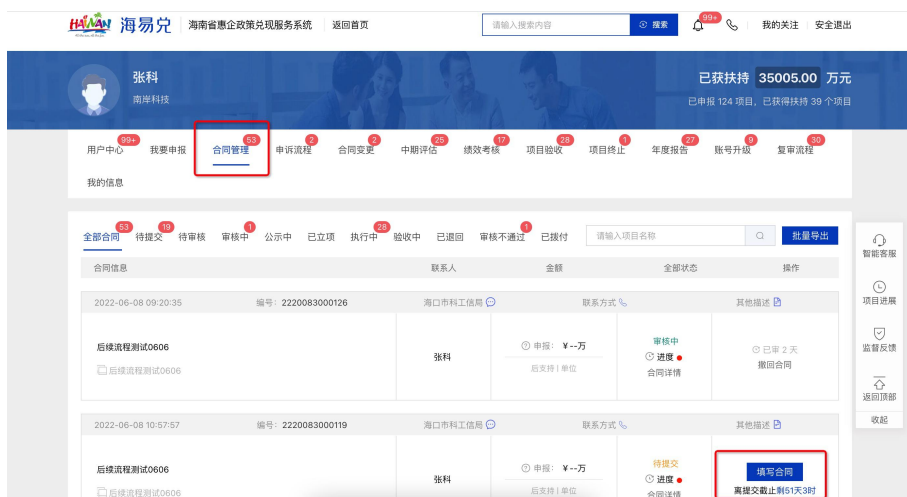 HAINAN 海易兑 海南省惠企政策兑现服务系统 返回首页 请输入搜索内容 搜索 99+ 我的关注 安全退出
张科
南岸科技
已获扶持 35005.00 万元
已申报 124 项目，已获得扶持 39 个项目
99+ 53 2 2 25 17 28 1 27 9 30
用户中心 我要申报 合同管理 申诉流程 合同变更 中期评估 绩效考核 项目验收 项目终止 年度报告 账号升级 复审流程
我的信息
53 19 1 28 1
全部合同 待提交 待审核 审核中 公示中 已立项 执行中 验收中 已退回 审核不通过 已拨付 请输入项目名称 批量导出
合同信息 联系人 金额 全部状态 操作
2022-06-08 09:20:35 编号：2220083000126 海口市科工信局 联系方式 其他描述
后续流程测试0606
后续流程测试0606
张科
申报： ¥--万
后支持 | 单位
审核中
进度
合同详情
已审 2 天
撤回合同
2022-06-08 10:57:57 编号：2220083000119 海口市科工信局 联系方式 其他描述
后续流程测试0606
后续流程测试0606
张科
申报： ¥--万
后支持 | 单位
待提交
进度
合同详情
填写合同
离提交截止剩51天3时
智能客服
项目进展
监督反馈
返回顶部
收起